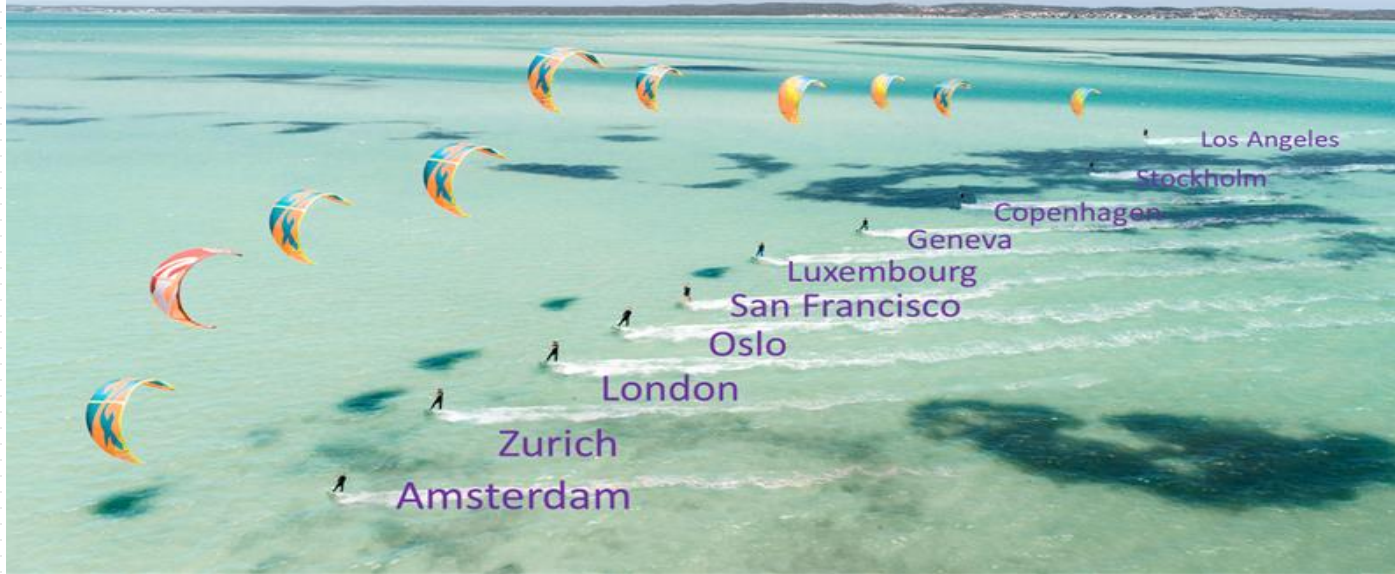 Los Angeles
Stockholm
Copenhagen
Geneva
Luxembourg
San Francisco
Oslo
London
Zurich
Amsterdam